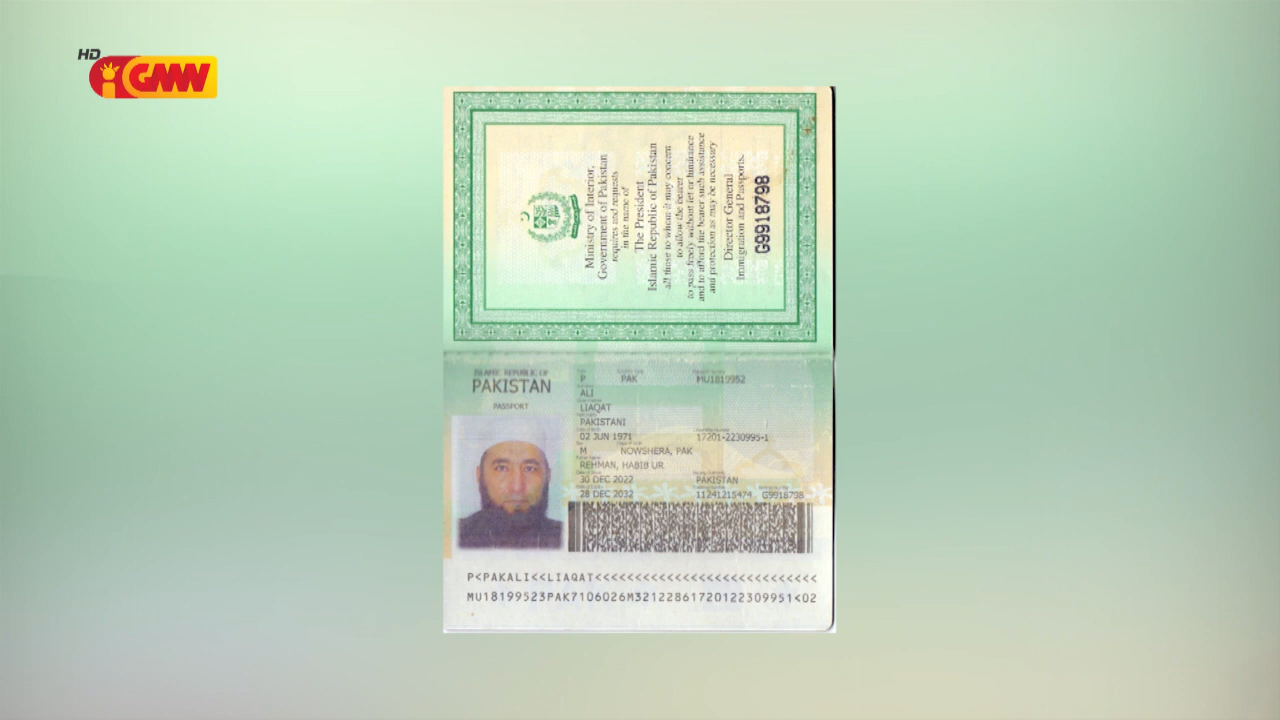 HD
iGMW
Ministry of Interior,
Government of Pakistan
requires and requests
in the name of
The President
Islamic Republic of Pakistan
all those to whom it may concern
to allow the bearer
to pass freely without let or hindrance
and to afford the bearer such assistance
and protection as may be necessary
Director General
Immigration and Passports.
G9918798
ISLAMIC REPUBLIC OF
PAKISTAN
PASSPORT
P PAK MU1819952
ALI
LIAQAT
PAKISTANI
02 JUN 1971 17201-2230995-1
M NOWSHERA, PAK
REHMAN, HABIB UR
30 DEC 2022 PAKISTAN
28 DEC 2032 11241215474 G9918798
P<PAKALI<<LIAQAT<<<<<<<<<<<<<<<<<<<<<<<<<<<<
MU18199523PAK7106026M32122861720122309951<02